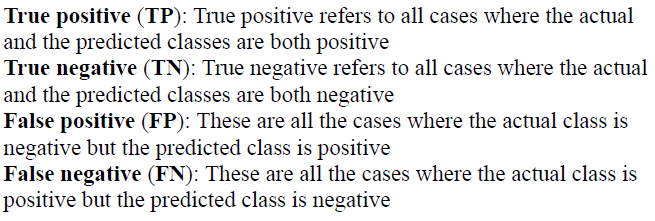 True positive (TP): True positive refers to all cases where the actual
and the predicted classes are both positive
True negative (TN): True negative refers to all cases where the actual
and the predicted classes are both negative
False positive (FP): These are all the cases where the actual class is
negative but the predicted class is positive
False negative (FN): These are all the cases where the actual class is
positive but the predicted class is negative